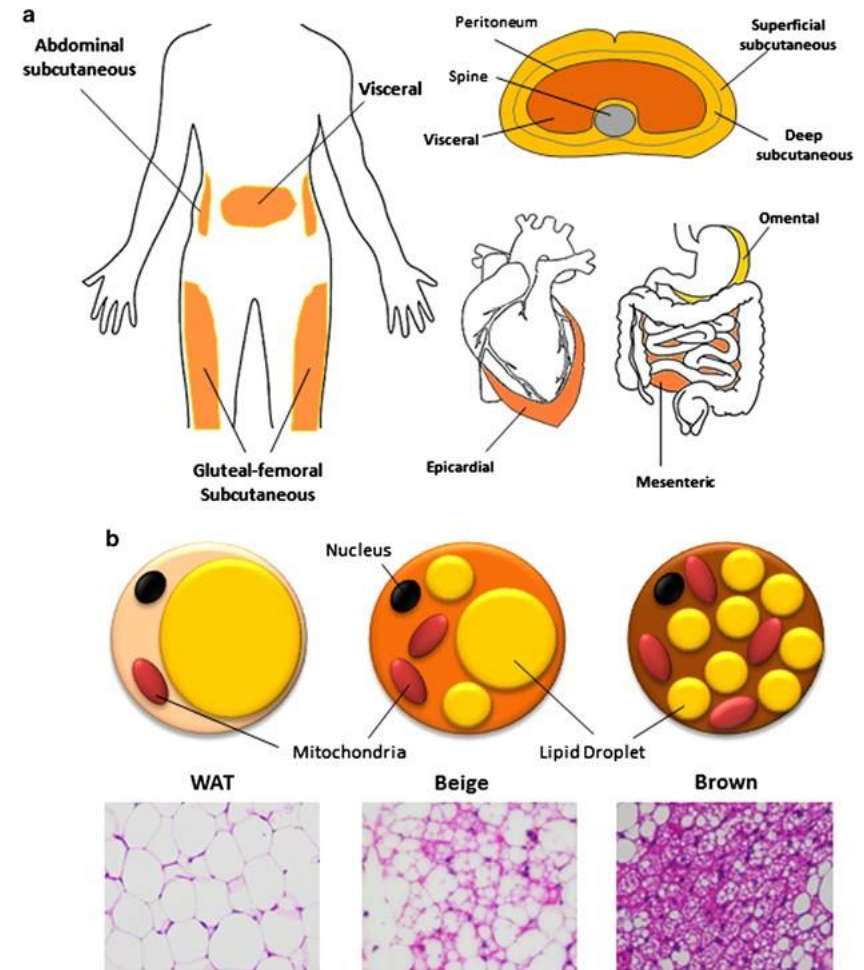 a
Abdominal
subcutaneous
Visceral
Gluteal-femoral
Subcutaneous
Peritoneum
Spine
Visceral
Superficial
subcutaneous
Deep
subcutaneous
Epicardial
Omental
Mesenteric
b
Nucleus
Mitochondria
Lipid Droplet
WAT
Beige
Brown